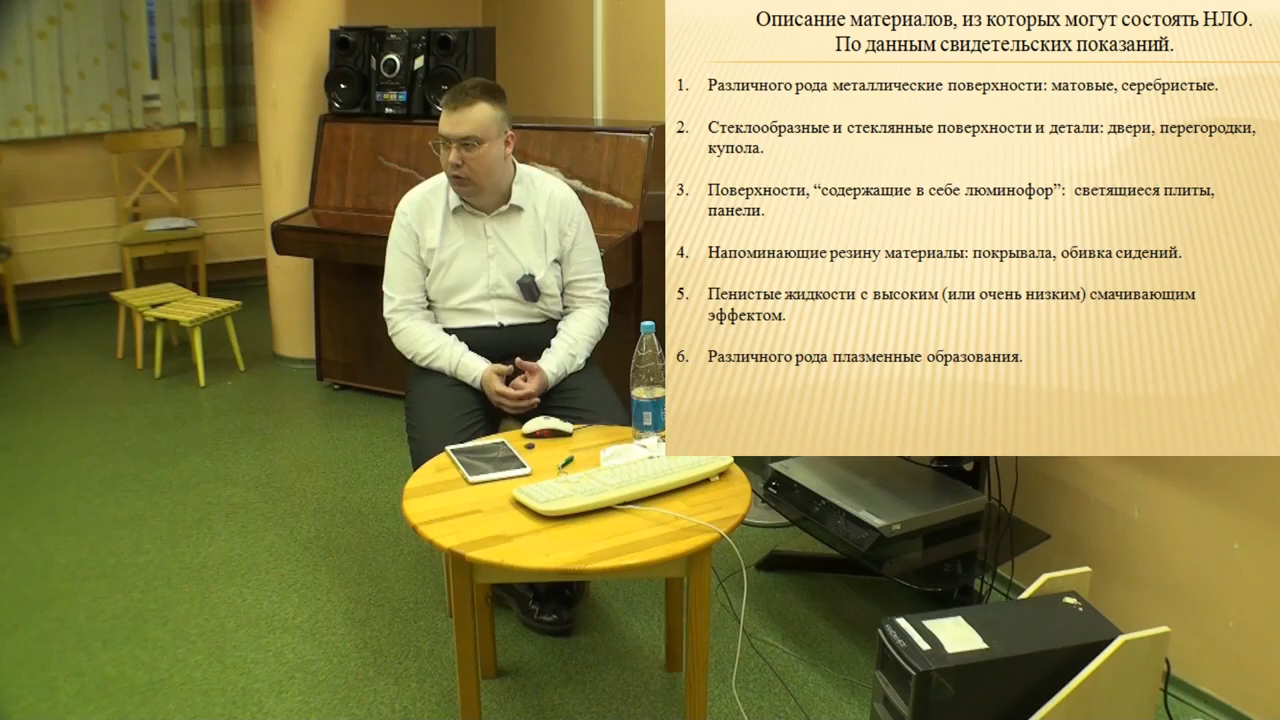 Описание материалов, из которых могут состоять НЛО.
По данным свидетельских показаний.
1. Различного рода металлические поверхности: матовые, серебристые.
2. Стеклообразные и стеклянные поверхности и детали: двери, перегородки,
купола.
3. Поверхности, “содержащие в себе люминофор”: светящиеся плиты,
панели.
4. Напоминающие резину материалы: покрывала, обивка сидений.
5. Пенистые жидкости с высоким (или очень низким) смачивающим
эффектом.
6. Различного рода плазменные образования.